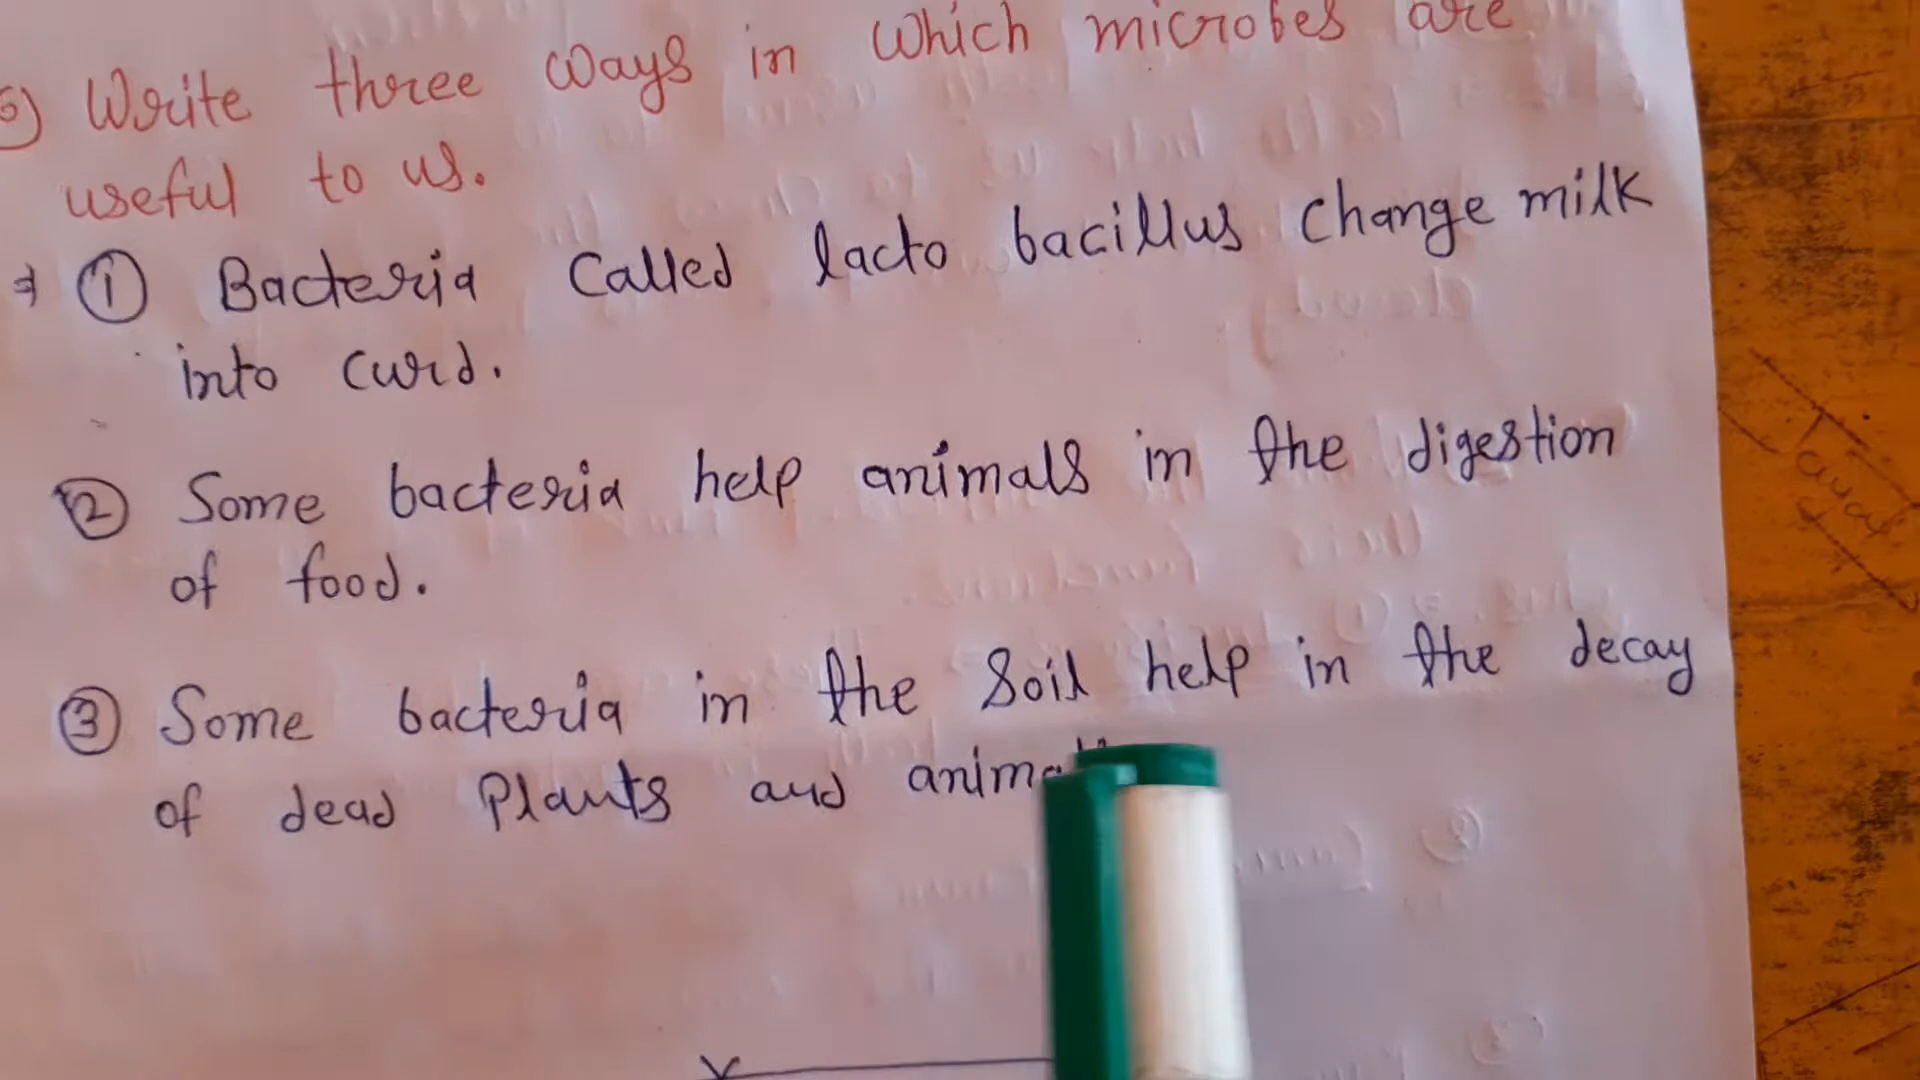 6) Write three ways in which microbes are
useful to us.
⇒ ① Bacteria Called lacto bacillus change milk
into curd.
② Some bacteria help animals in the digestion
of food.
③ Some bacteria in the Soil help in the decay
of dead Plants and